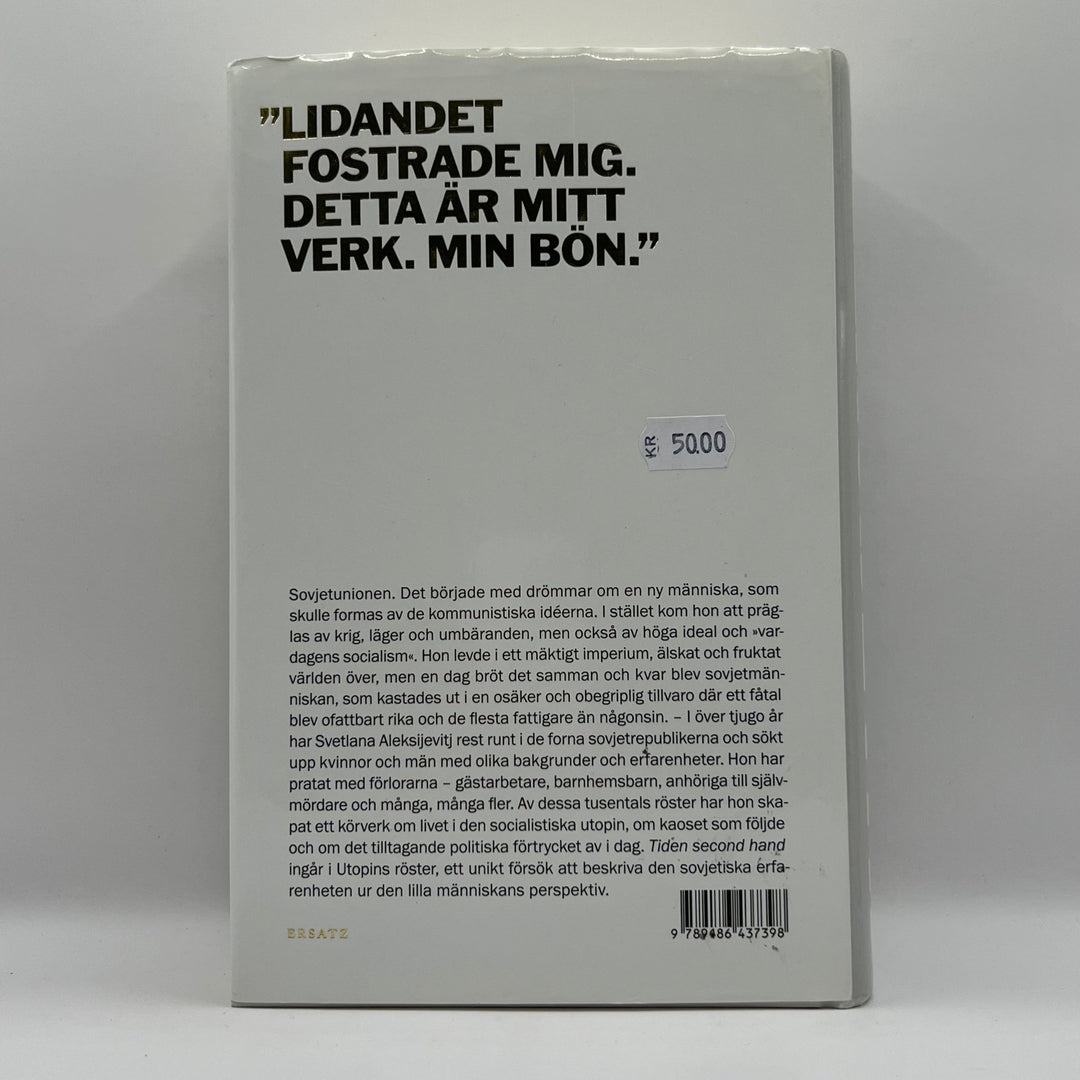 ”LIDANDET
FOSTRADE MIG.
DETTA ÄR MITT
VERK. MIN BÖN.”
KR 50.00
Sovjetunionen. Det började med drömmar om en ny människa, som
skulle formas av de kommunistiska idéerna. I stället kom hon att präg-
las av krig, läger och umbäranden, men också av höga ideal och »var-
dagens socialism«. Hon levde i ett mäktigt imperium, älskat och fruktat
världen över, men en dag bröt det samman och kvar blev sovjetmän-
niskan, som kastades ut i en osäker och obegriplig tillvaro där ett fåtal
blev ofattbart rika och de flesta fattigare än någonsin. – I över tjugo år
har Svetlana Aleksijevitj rest runt i de forna sovjetrepublikerna och sökt
upp kvinnor och män med olika bakgrunder och erfarenheter. Hon har
pratat med förlorarna – gästarbetare, barnhemsbarn, anhöriga till själv-
mördare och många, många fler. Av dessa tusentals röster har hon ska-
pat ett körverk om livet i den socialistiska utopin, om kaoset som följde
och om det tilltagande politiska förtrycket av i dag. Tiden second hand
ingår i Utopins röster, ett unikt försök att beskriva den sovjetiska erfa-
renheten ur den lilla människans perspektiv.
ERSATZ
9 789186 437398